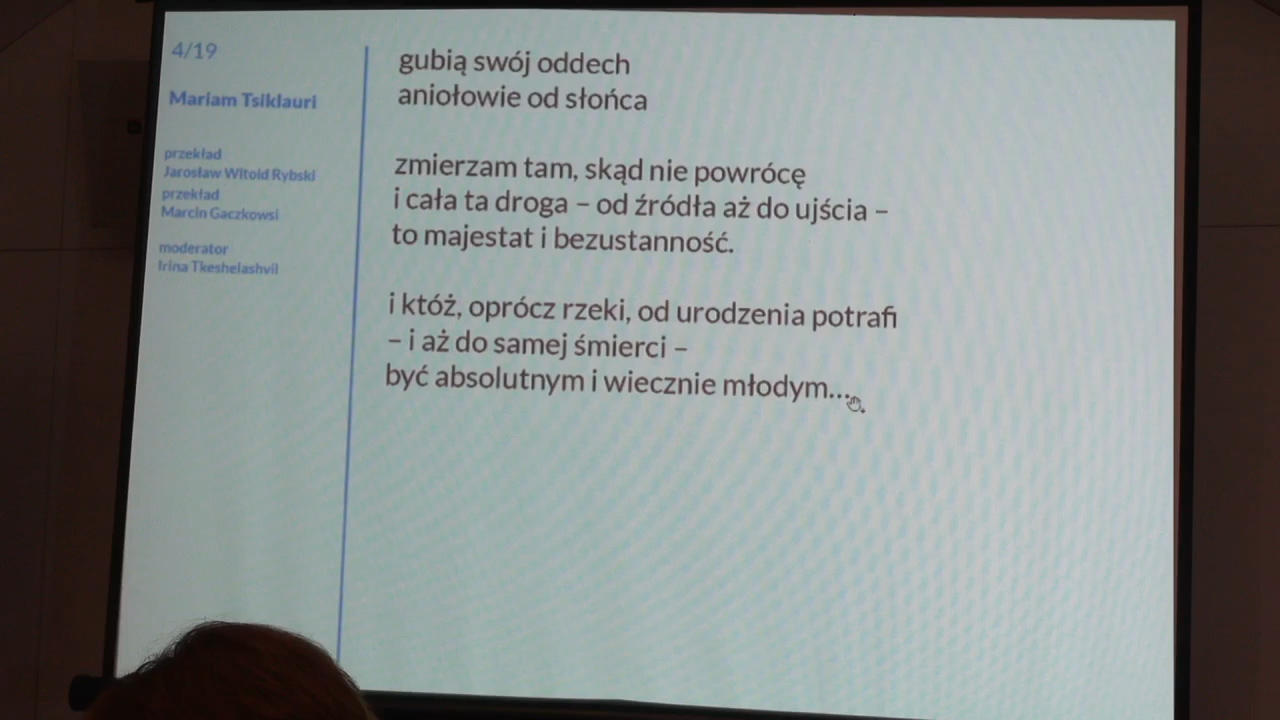 4/19
Mariam Tsiklauri
przekład
Jarosław Witold Rybski
przekład
Marcin Gaczkowsi
moderator
Irina Tkeshelashvil
gubią swój oddech
aniołowie od słońca
zmierzam tam, skąd nie powrócę
i cała ta droga – od źródła aż do ujścia –
to majestat i bezustanność.
i któż, oprócz rzeki, od urodzenia potrafi
– i aż do samej śmierci –
być absolutnym i wiecznie młodym...